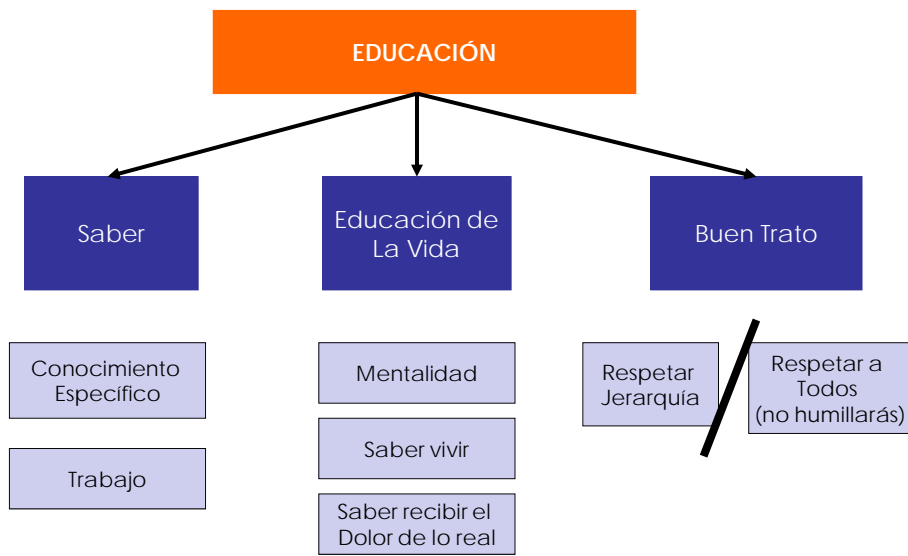 EDUCACIÓN
Saber
Educación de
La Vida
Buen Trato
Conocimiento
Específico
Trabajo
Mentalidad
Saber vivir
Saber recibir el
Dolor de lo real
Respetar
Jerarquía
Respetar a
Todos
(no humillarás)